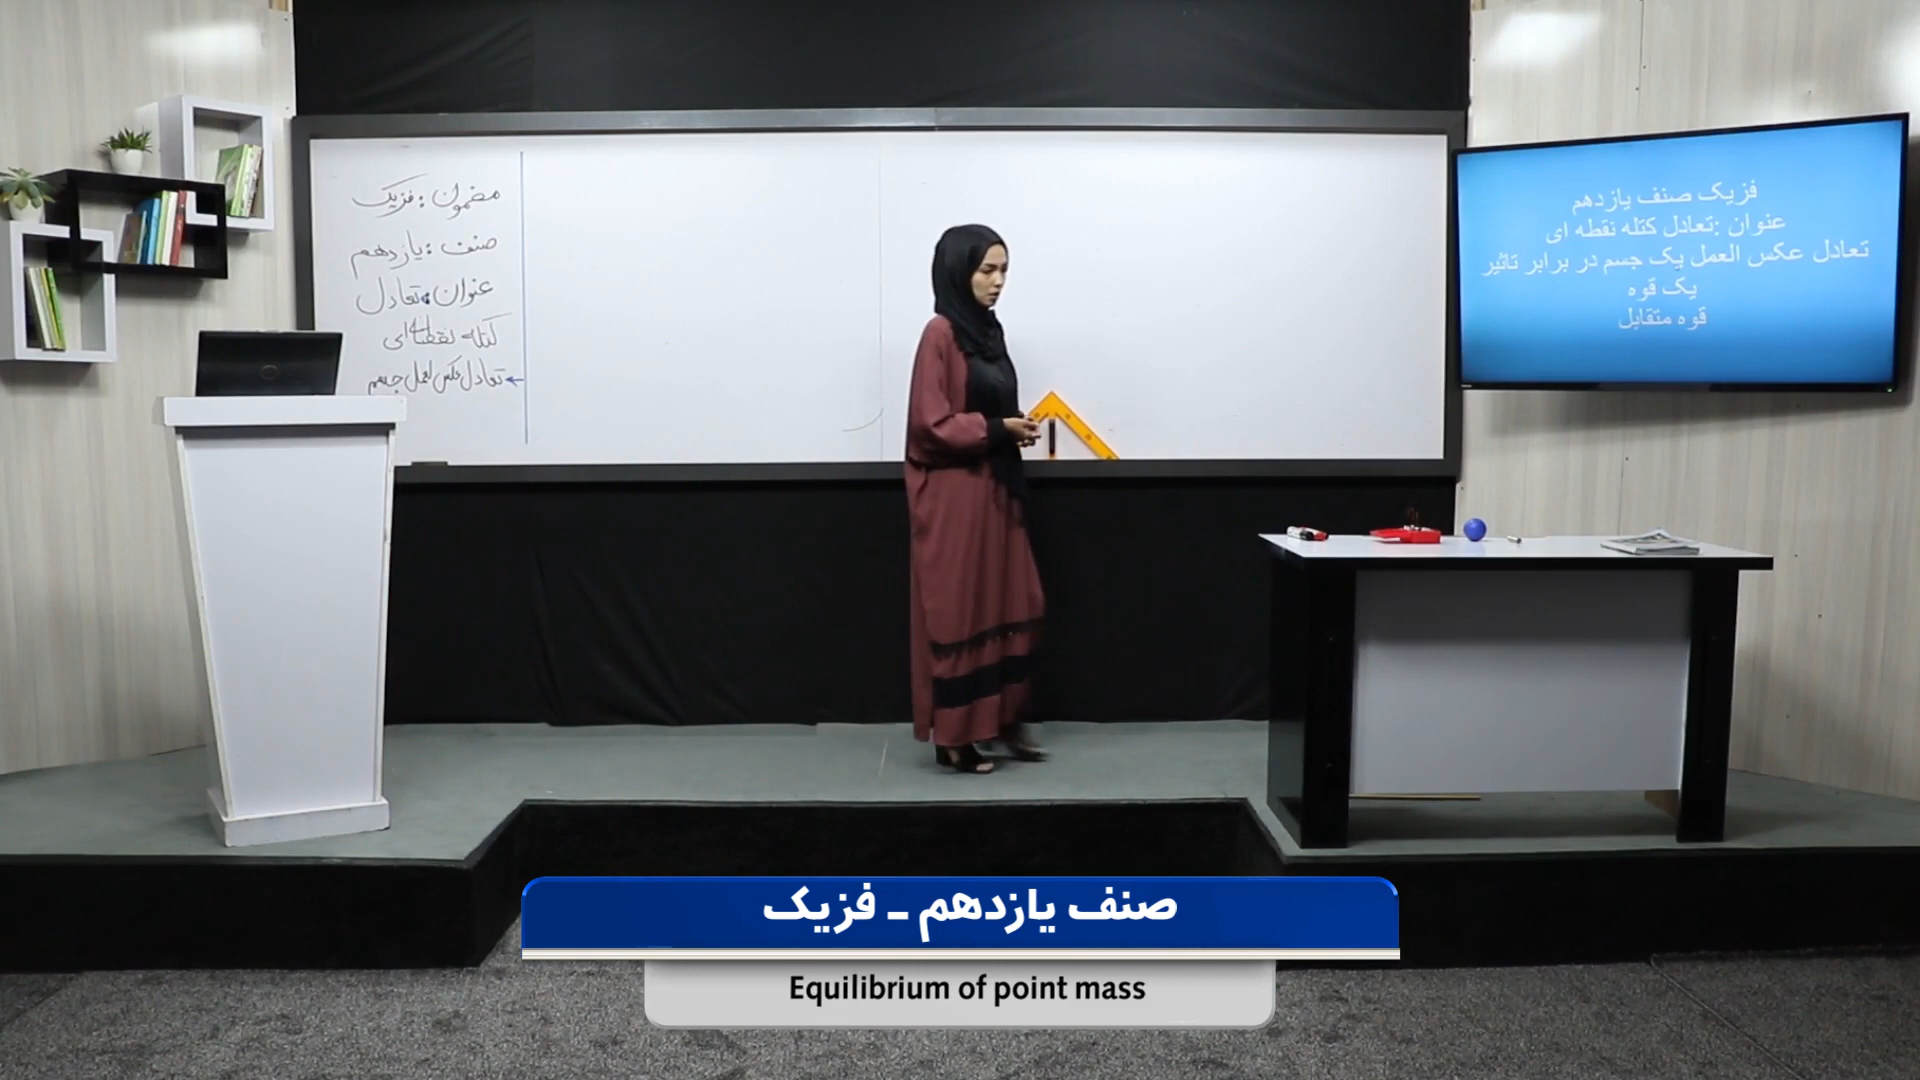 مضمون : فزیک
صنف : یازدهم
عنوان : تعادل
کتله نقطه ای
تعادل عکس العمل جسم
فزیک صنف یازدهم
عنوان :تعادل کتله نقطه ای
تعادل عکس العمل یک جسم در برابر تاثیر
یک قوه
قوه متقابل
صنف یازدهم ـ فزیک
Equilibrium of point mass